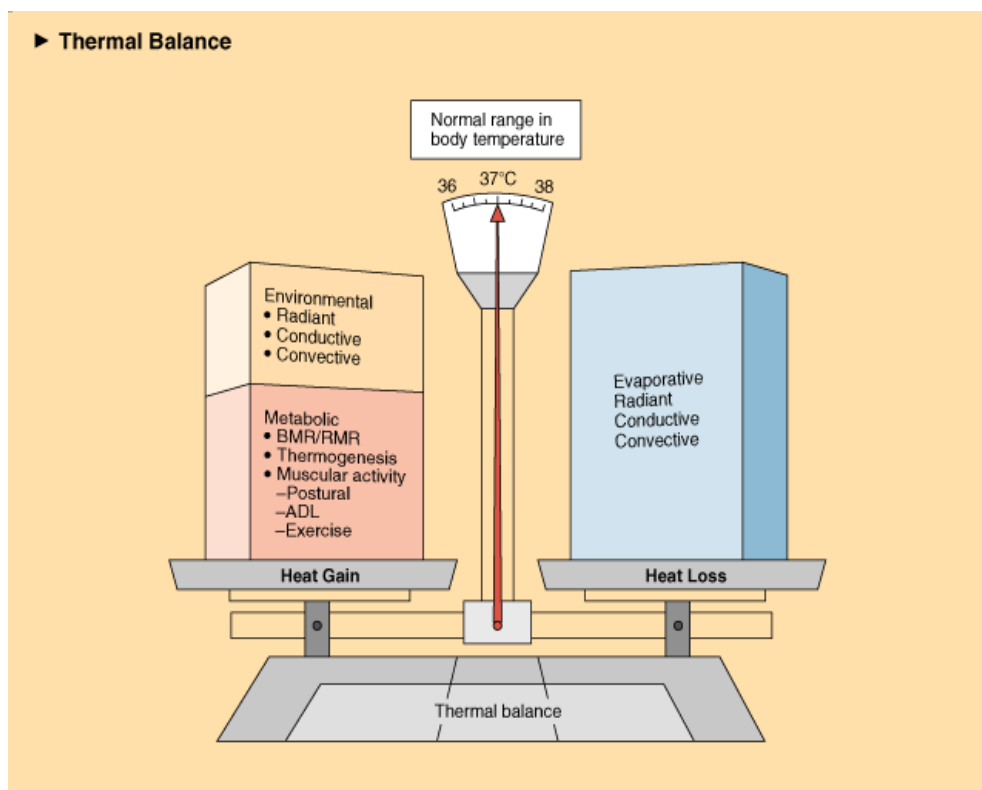 ► Thermal Balance
Normal range in
body temperature
36 37°C 38
Environmental
• Radiant
• Conductive
• Convective
Metabolic
• BMR/RMR
• Thermogenesis
• Muscular activity
–Postural
–ADL
–Exercise
Heat Gain
Evaporative
Radiant
Conductive
Convective
Heat Loss
Thermal balance